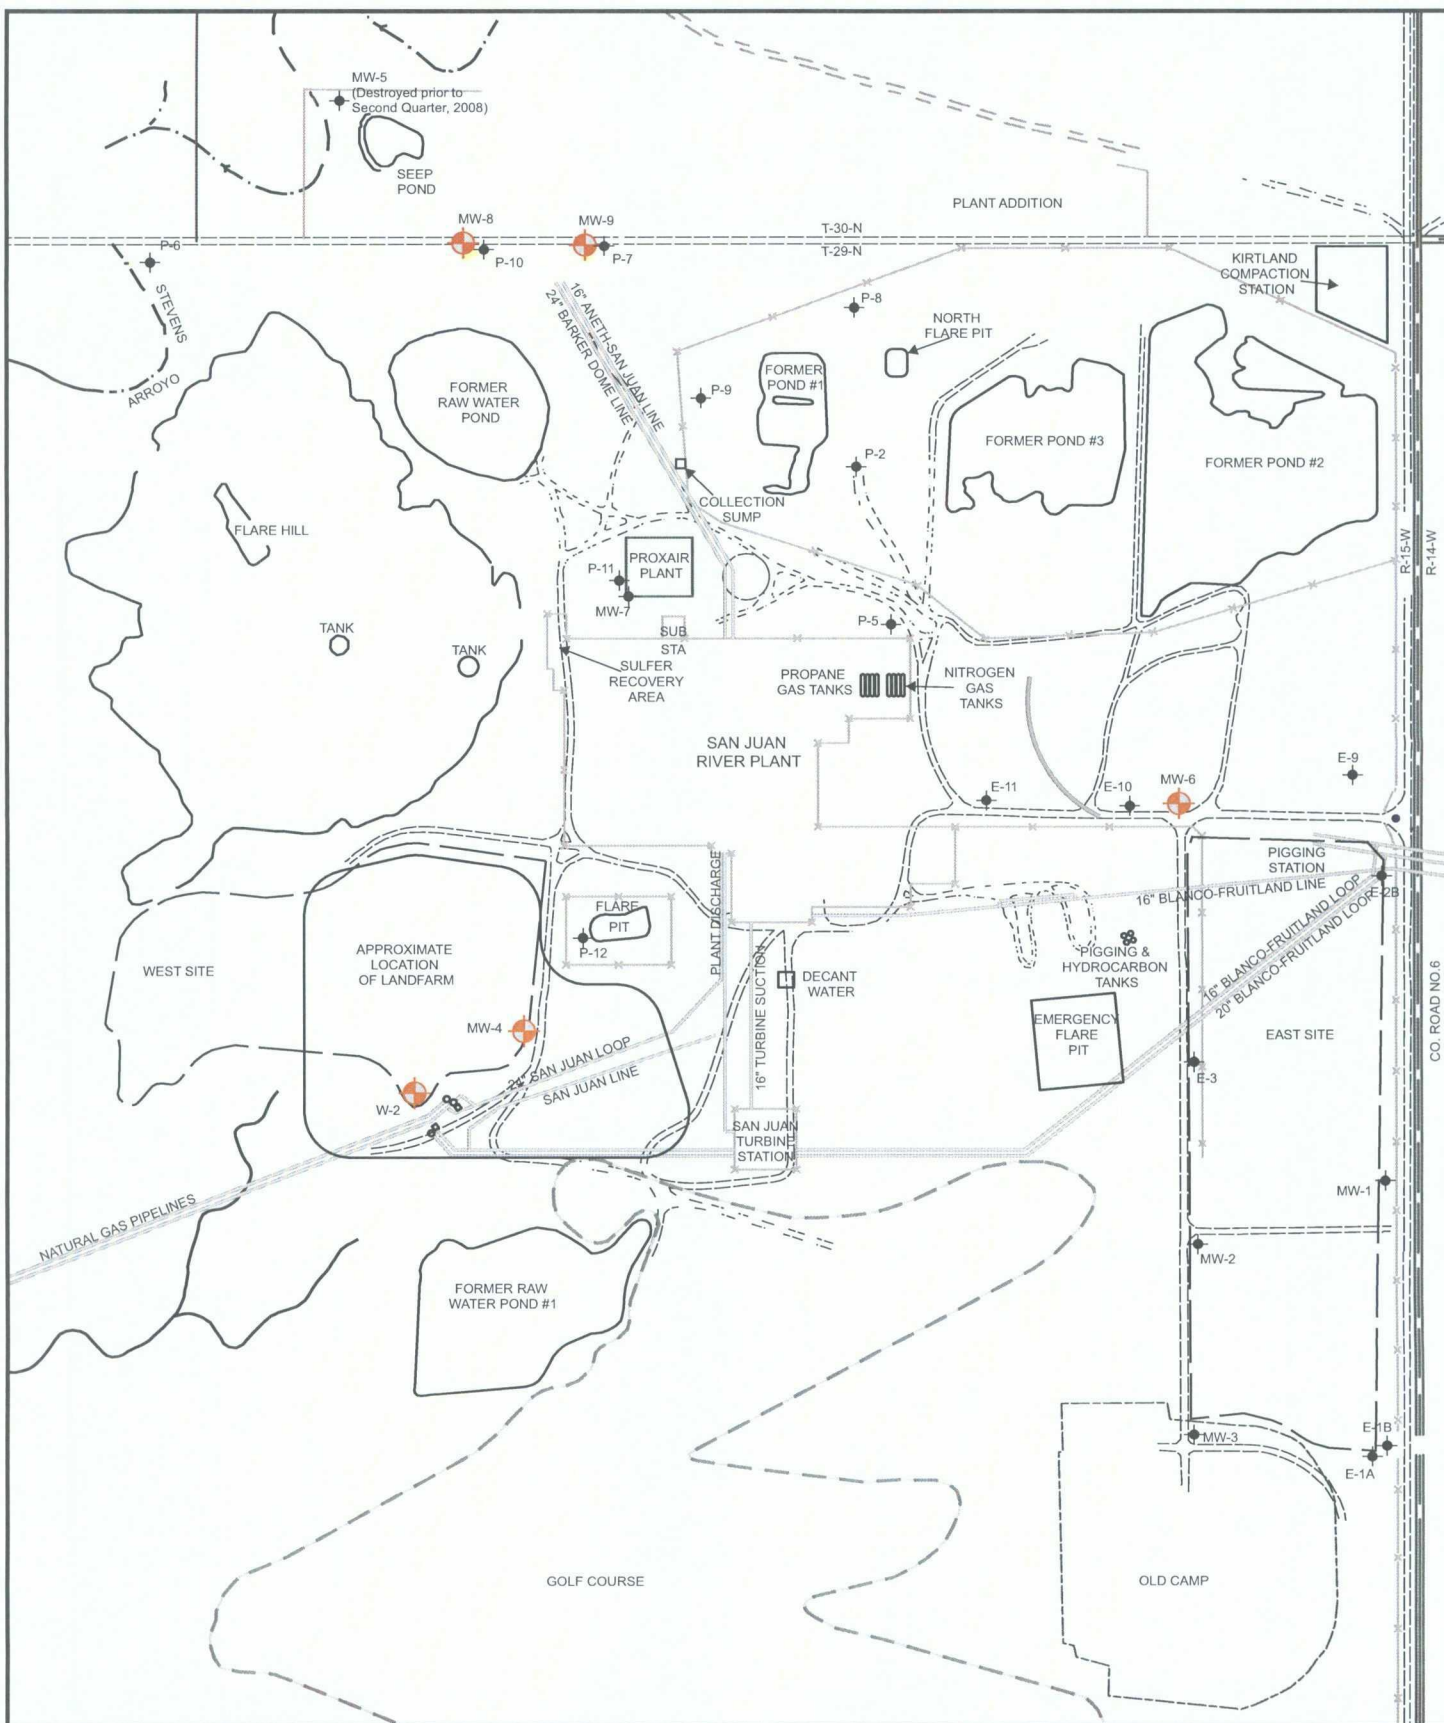 MW-5
(Destroyed prior to
Second Quarter, 2008)
SEEP
POND
MW-8
MW-9
P-6
P-10
P-7
PLANT ADDITION
T-30-N
T-29-N
KIRTLAND
COMPACTION
STATION
STEVENS
ARROYO
16" ANETH-SAN JUAN LINE
24" BARKER DOME LINE
P-8
NORTH
FLARE PIT
FORMER
RAW WATER
POND
P-9
FORMER
POND #1
FORMER POND #3
FORMER POND #2
P-2
COLLECTION
SUMP
FLARE HILL
PROXAIR
PLANT
P-11
MW-7
R-15-W
R-14-W
P-5
SUB
STA
TANK
TANK
SULFER
RECOVERY
AREA
PROPANE
GAS TANKS
NITROGEN
GAS
TANKS
SAN JUAN
RIVER PLANT
E-9
E-11
E-10
MW-6
PIGGING
STATION
E-2B
16" BLANCO-FRUITLAND LINE
16" BLANCO-FRUITLAND LOOP
20" BLANCO-FRUITLAND LOOP
PLANT DISCHARGE
FLARE
PIT
P-12
WEST SITE
APPROXIMATE
LOCATION
OF LANDFARM
DECANT
WATER
PIGGING &
HYDROCARBON
TANKS
16" TURBINE SUCTION
EMERGENCY
FLARE
PIT
EAST SITE
CO. ROAD NO.6
MW-4
24" SAN JUAN LOOP
SAN JUAN LINE
E-3
W-2
SAN JUAN
TURBINE
STATION
MW-1
NATURAL GAS PIPELINES
MW-2
FORMER RAW
WATER POND #1
MW-3
E-1B
E-1A
GOLF COURSE
OLD CAMP